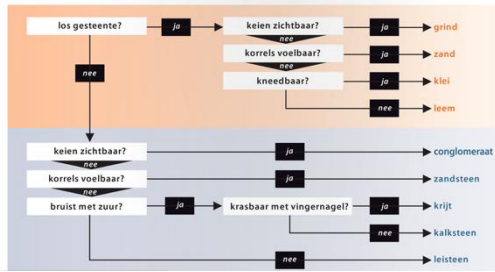 los gesteente? ja keien zichtbaar? ja grind
nee
korrels voelbaar? ja zand
nee
nee kneedbaar? ja klei
nee leem
keien zichtbaar? ja conglomeraat
nee
korrels voelbaar? ja zandsteen
nee
bruist met zuur? ja krasbaar met vingernagel? ja krijt
nee kalksteen
nee leisteen